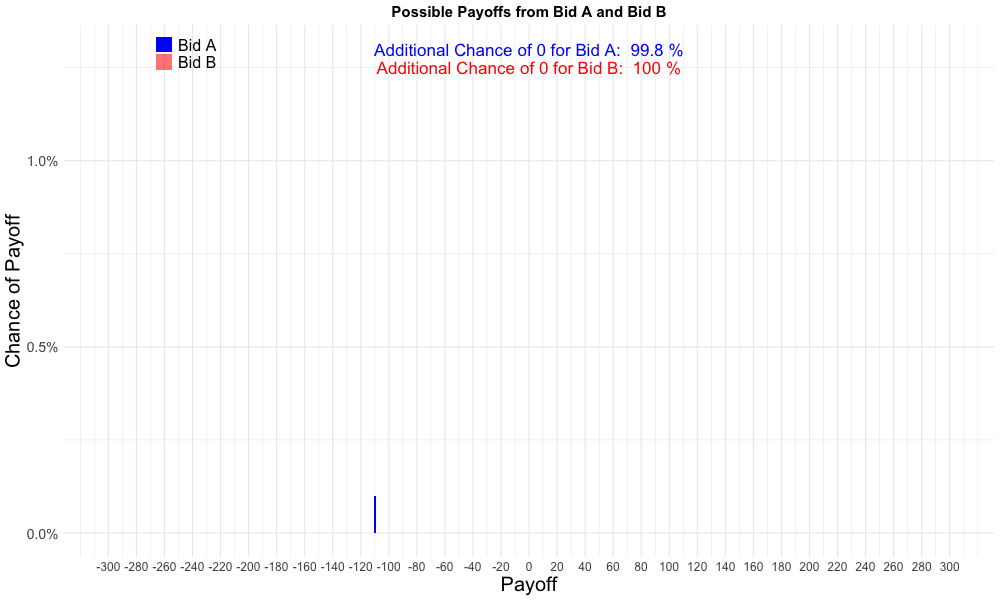 Possible Payoffs from Bid A and Bid B
Bid A
Bid B
Additional Chance of 0 for Bid A: 99.8 %
Additional Chance of 0 for Bid B: 100 %
Chance of Payoff
1.0%
0.5%
0.0%
-300 -280 -260 -240 -220 -200 -180 -160 -140 -120 -100 -80 -60 -40 -20 0 20 40 60 80 100 120 140 160 180 200 220 240 260 280 300
Payoff